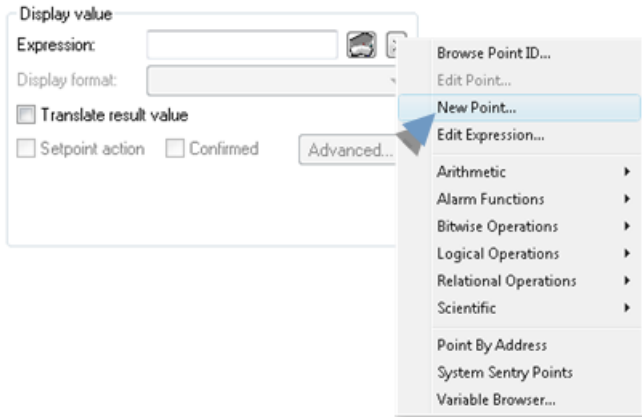 Display value
Expression:
Display format:
Translate result value
Setpoint action
Confirmed
Advanced...
Browse Point ID...
Edit Point...
New Point...
Edit Expression...
Arithmetic
Alarm Functions
Bitwise Operations
Logical Operations
Relational Operations
Scientific
Point By Address
System Sentry Points
Variable Browser...